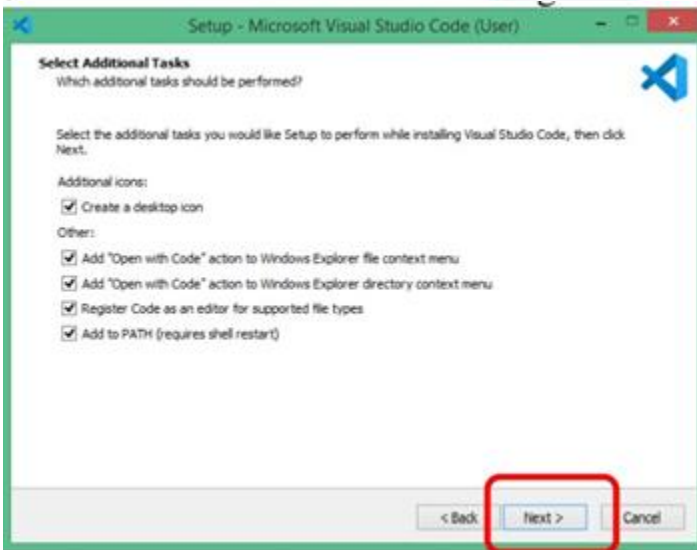 Setup - Microsoft Visual Studio Code (User)
Select Additional Tasks
Which additional tasks should be performed?
Select the additional tasks you would like Setup to perform while installing Visual Studio Code, then click
Next.
Additional icons:
Create a desktop icon
Other:
Add "Open with Code" action to Windows Explorer file context menu
Add "Open with Code" action to Windows Explorer directory context menu
Register Code as an editor for supported file types
Add to PATH (requires shell restart)
< Back Next > Cancel